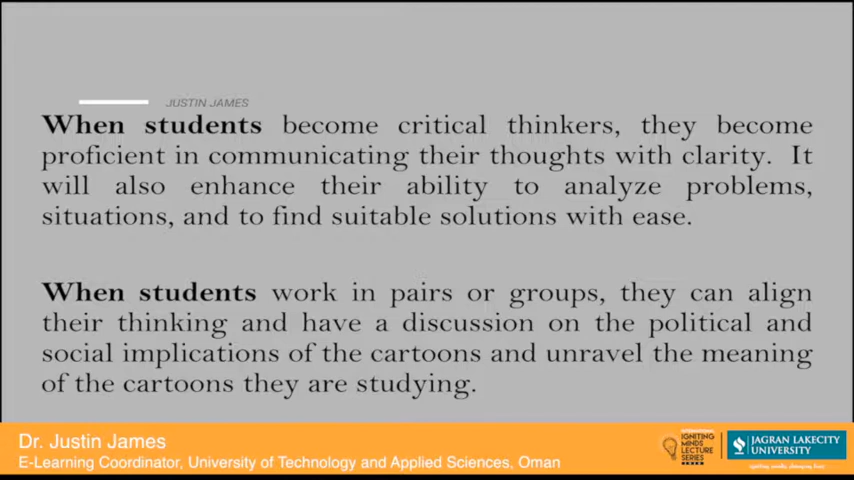 JUSTIN JAMES
When students become critical thinkers, they become
proficient in communicating their thoughts with clarity. It
will also enhance their ability to analyze problems,
situations, and to find suitable solutions with ease.
When students work in pairs or groups, they can align
their thinking and have a discussion on the political and
social implications of the cartoons and unravel the meaning
of the cartoons they are studying.
Dr. Justin James
E-Learning Coordinator, University of Technology and Applied Sciences, Oman
IGNITING
MINDS
LECTURE
SERIES
JAGRAN LAKECITY
UNIVERSITY